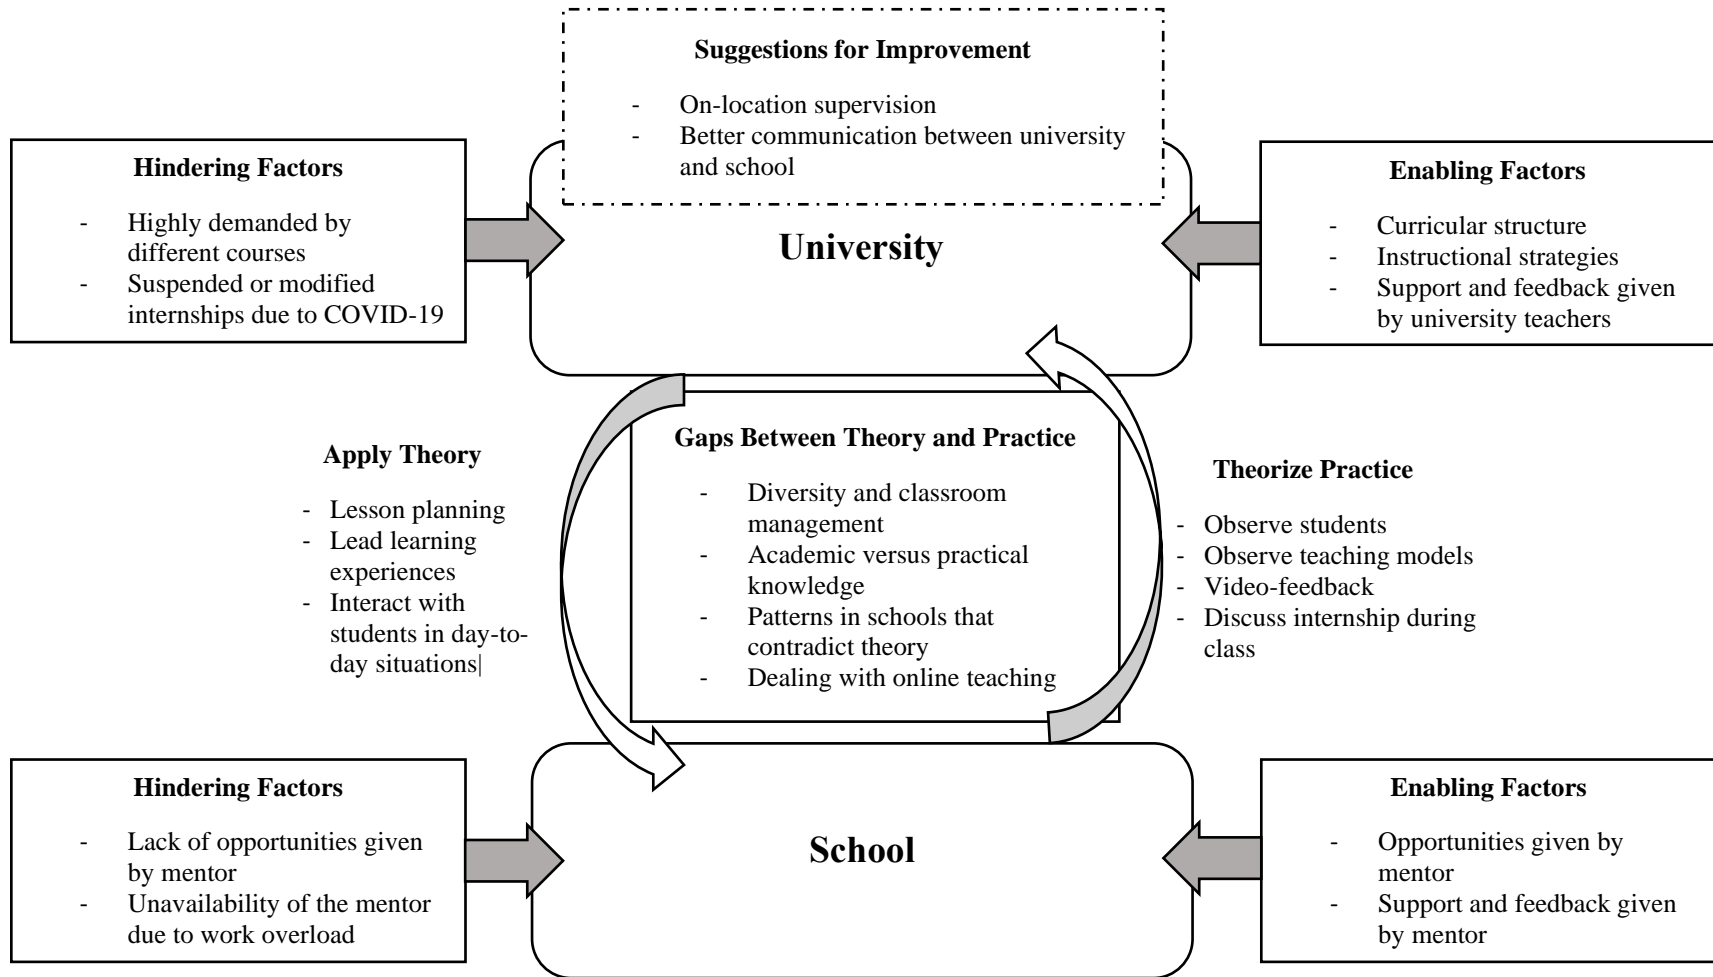 Suggestions for Improvement
- On-location supervision
- Better communication between university
and school
Hindering Factors
- Highly demanded by
different courses
- Suspended or modified
internships due to COVID-19
University
Enabling Factors
- Curricular structure
- Instructional strategies
- Support and feedback given
by university teachers
Apply Theory
- Lesson planning
- Lead learning
experiences
- Interact with
students in day-to-
day situations|
Gaps Between Theory and Practice
- Diversity and classroom
management
- Academic versus practical
knowledge
- Patterns in schools that
contradict theory
- Dealing with online teaching
Theorize Practice
- Observe students
- Observe teaching models
- Video-feedback
- Discuss internship during
class
Hindering Factors
- Lack of opportunities given
by mentor
- Unavailability of the mentor
due to work overload
School
Enabling Factors
- Opportunities given by
mentor
- Support and feedback given
by mentor